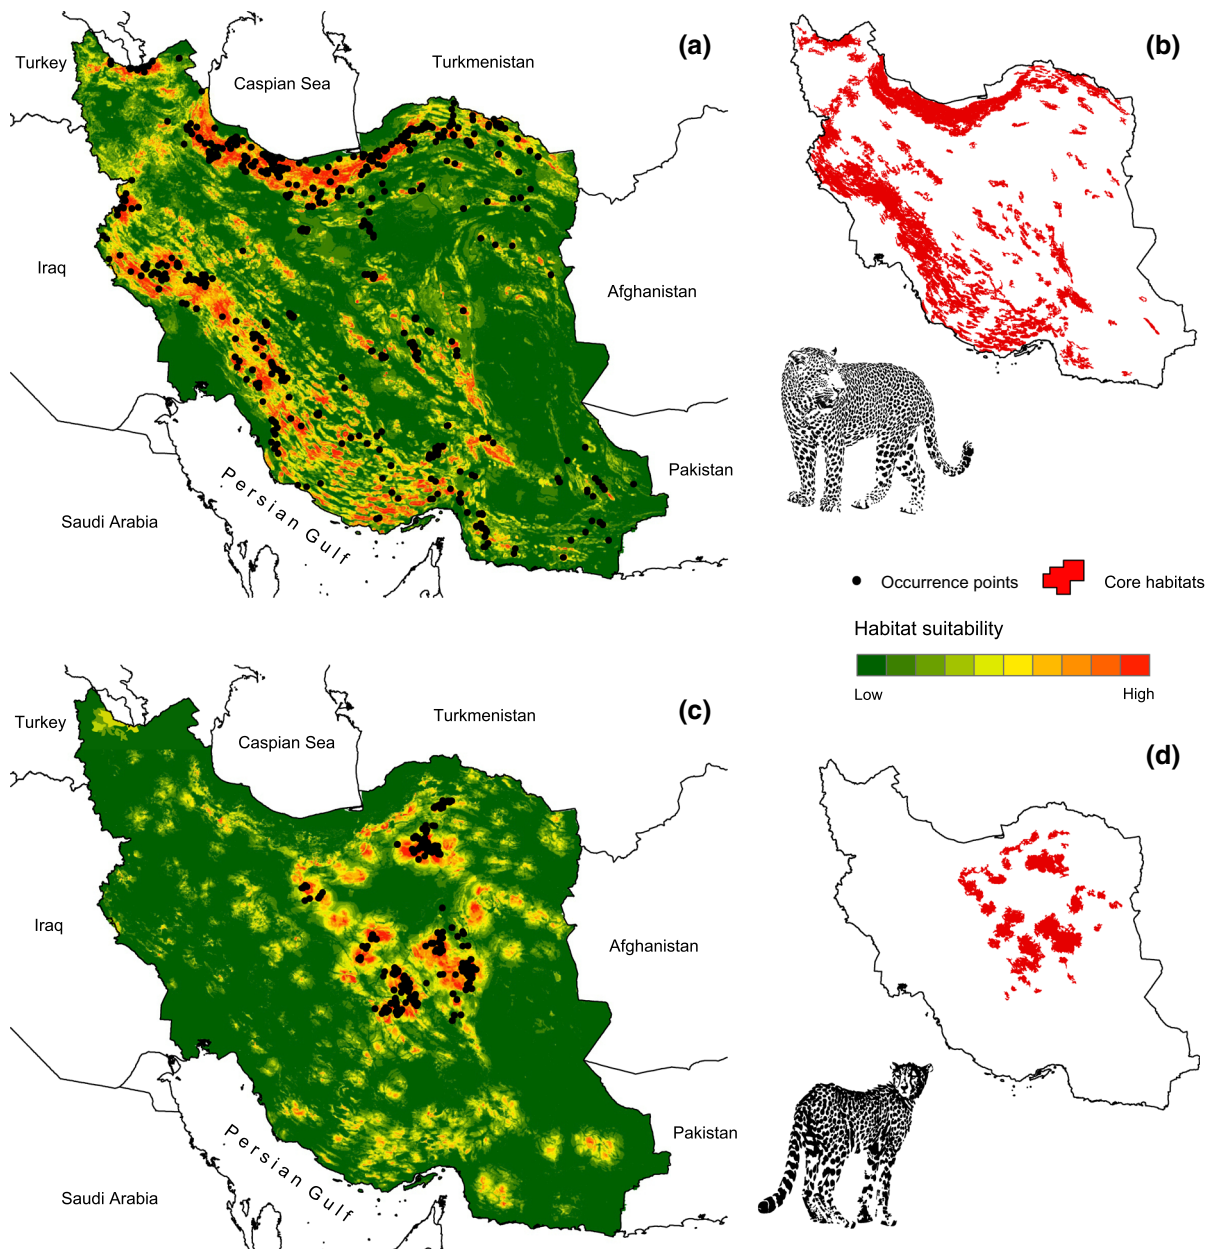 (a)
Turkey
Caspian Sea
Turkmenistan
Iraq
Afghanistan
Pakistan
Persian Gulf
Saudi Arabia
(b)
Occurrence points
Core habitats
Habitat suitability
Low
High
(c)
Turkey
Caspian Sea
Turkmenistan
Iraq
Afghanistan
Pakistan
Persian Gulf
Saudi Arabia
(d)